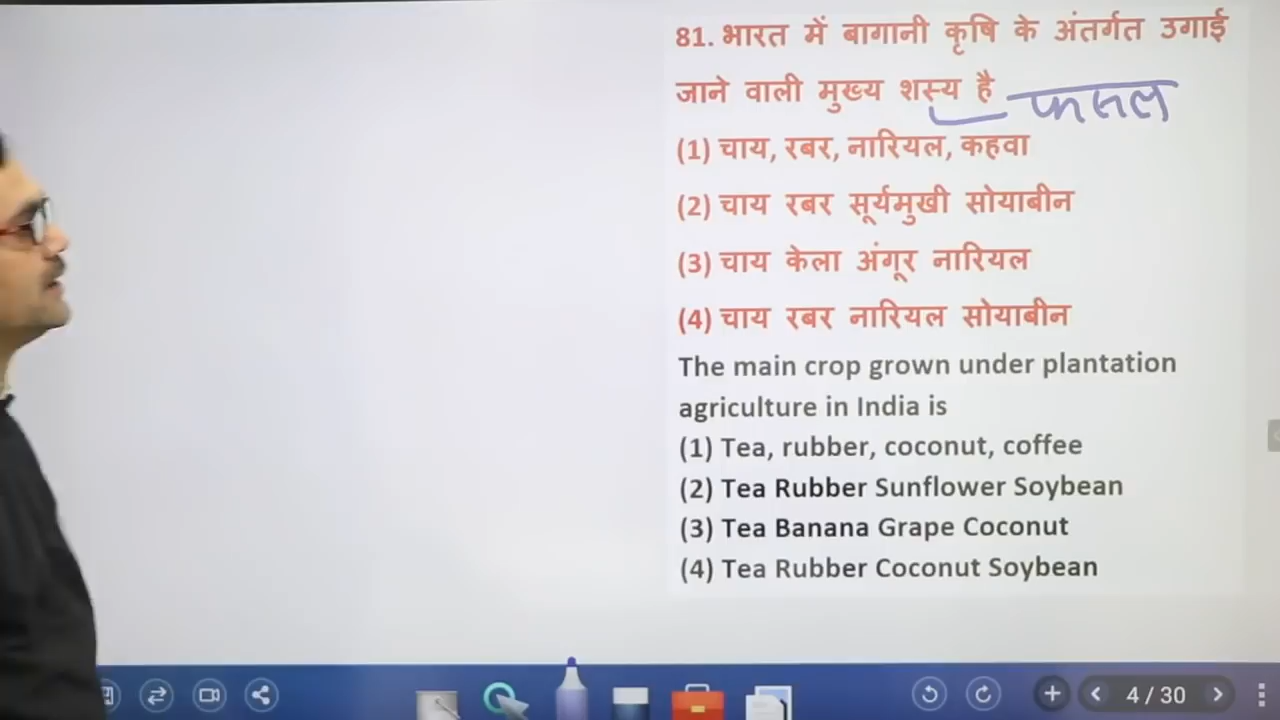 81. भारत में बागानी कृषि के अंतर्गत उगाई
जाने वाली मुख्य शस्य है फसल
(1) चाय, रबर, नारियल, कहवा
(2) चाय रबर सूर्यमुखी सोयाबीन
(3) चाय केला अंगूर नारियल
(4) चाय रबर नारियल सोयाबीन
The main crop grown under plantation
agriculture in India is
(1) Tea, rubber, coconut, coffee
(2) Tea Rubber Sunflower Soybean
(3) Tea Banana Grape Coconut
(4) Tea Rubber Coconut Soybean
4 / 30